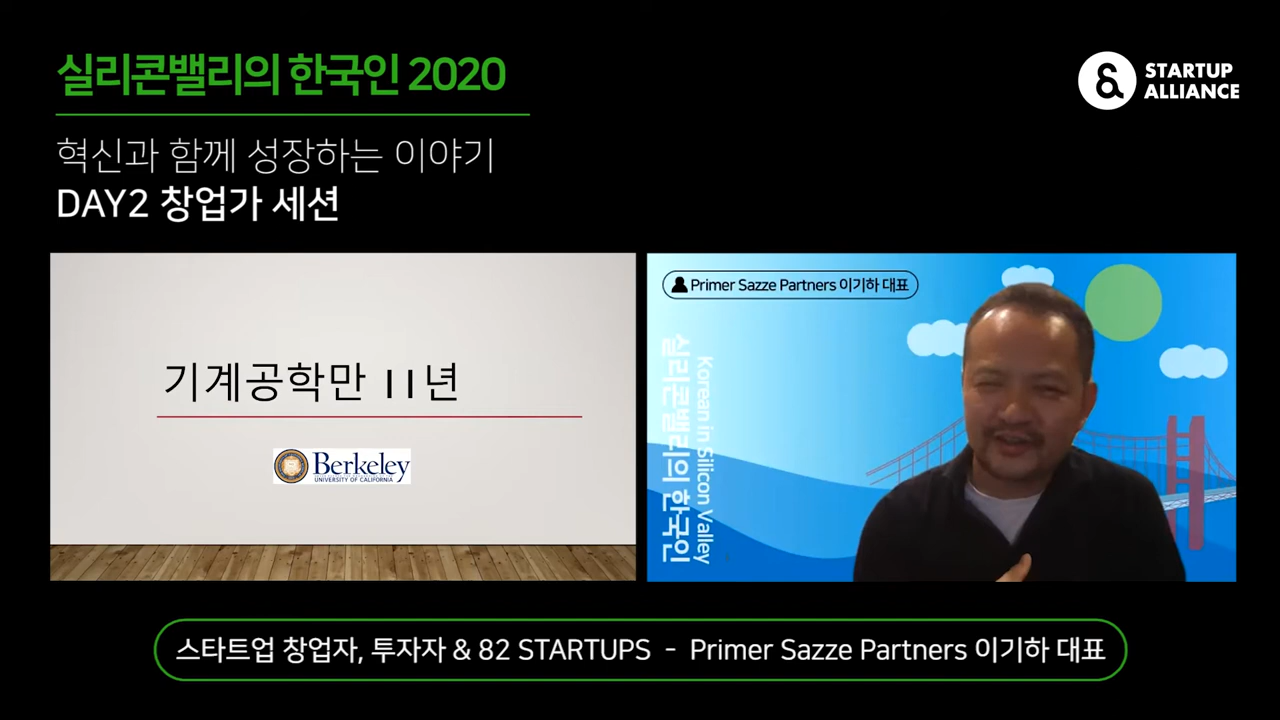 실리콘밸리의 한국인 2020
STARTUP
ALLIANCE
혁신과 함께 성장하는 이야기
DAY2 창업가 세션
기계공학만 11년
Berkeley
UNIVERSITY OF CALIFORNIA
Primer Sazze Partners 이기하 대표
Korean in Silicon Valley
실리콘밸리의 한국인
스타트업 창업자, 투자자 & 82 STARTUPS - Primer Sazze Partners 이기하 대표